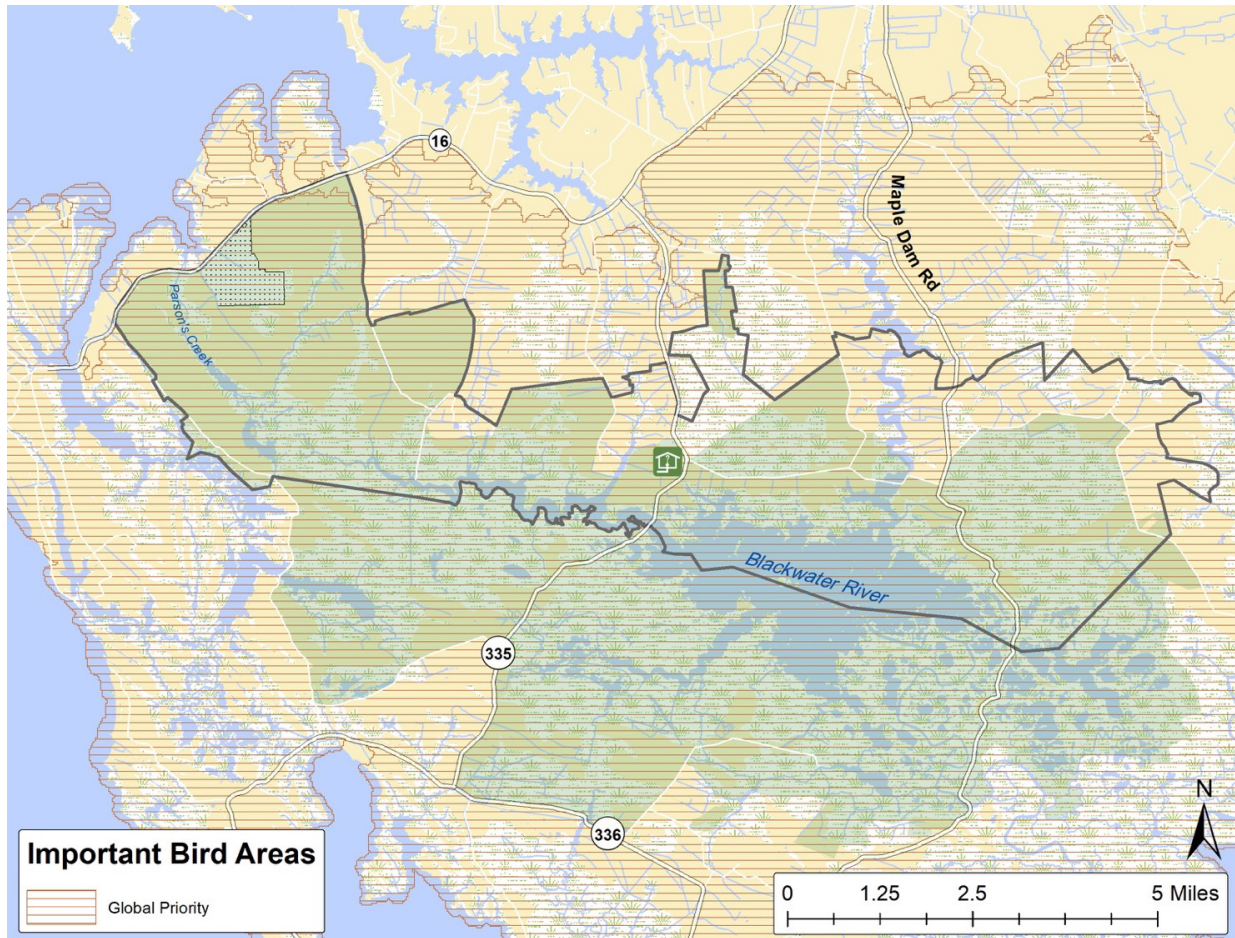 16
Maple Dam Rd
Parson's Creek
Blackwater River
335
336
N
Important Bird Areas
Global Priority
0 1.25 2.5 5 Miles